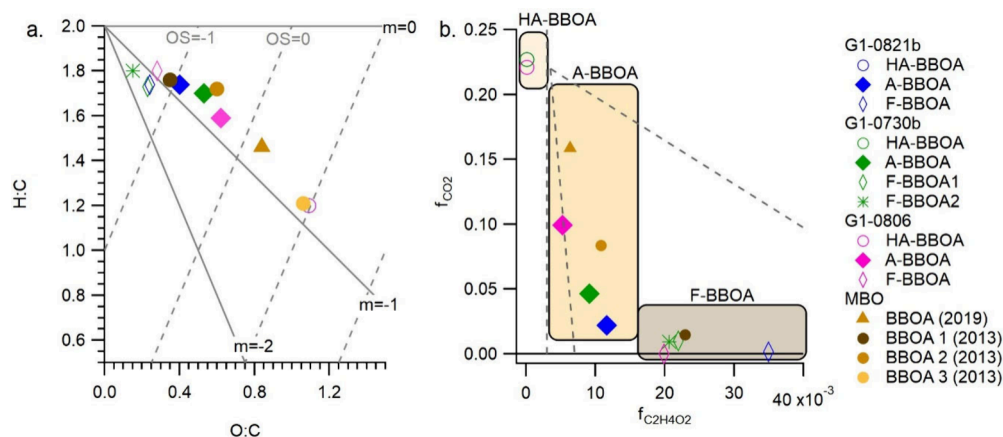 a.
2.0
1.8
1.6
1.4
1.2
1.0
0.8
0.6
H:C
0.0
0.4
0.8
1.2
O:C
OS=-1
OS=0
m=0
m=-1
m=-2
b.
HA-BBOA
A-BBOA
F-BBOA
0.25
0.20
0.15
0.10
0.05
0.00
fCO2
0
10
20
30
40 x10⁻³
fC2H4O2
G1-0821b
HA-BBOA
A-BBOA
F-BBOA
G1-0730b
HA-BBOA
A-BBOA
F-BBOA1
F-BBOA2
G1-0806
HA-BBOA
A-BBOA
F-BBOA
MBO
BBOA (2019)
BBOA 1 (2013)
BBOA 2 (2013)
BBOA 3 (2013)